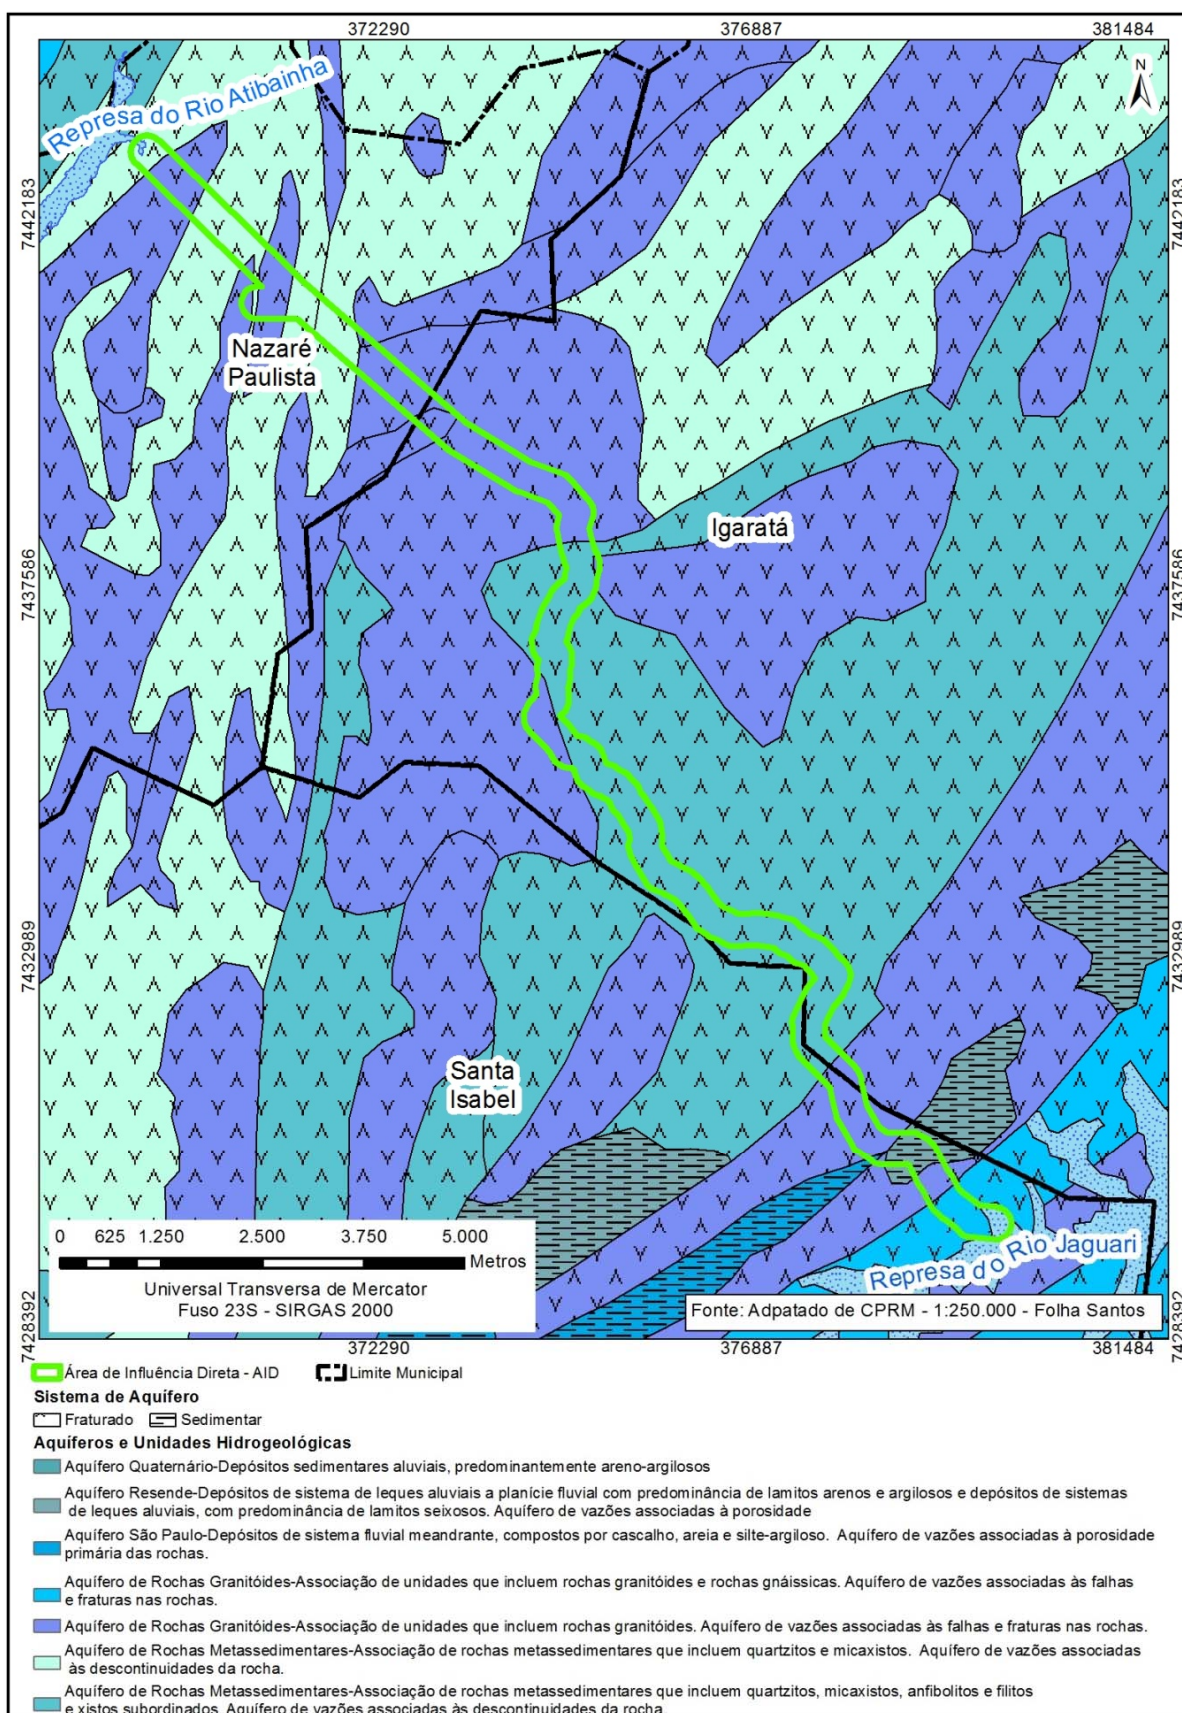 372290 376887 381484
N
Represa do Rio Atibainha
7442183 7442183
Nazaré
Paulista
Igaratá
7437586 7437586
7432989 7432989
Santa
Isabel
0 625 1.250 2.500 3.750 5.000
Metros
Universal Transversa de Mercator
Fuso 23S - SIRGAS 2000
Represa do Rio Jaguari
Fonte: Adpatado de CPRM - 1:250.000 - Folha Santos
7428392 7428392
372290 376887 381484
Área de Influência Direta - AID Limite Municipal
Sistema de Aquífero
Fraturado Sedimentar
Aquíferos e Unidades Hidrogeológicas
Aquífero Quaternário-Depósitos sedimentares aluviais, predominantemente areno-argilosos
Aquífero Resende-Depósitos de sistema de leques aluviais a planície fluvial com predominância de lamitos arenos e argilosos e depósitos de sistemas
de leques aluviais, com predominância de lamitos seixosos. Aquífero de vazões associadas à porosidade
Aquífero São Paulo-Depósitos de sistema fluvial meandrante, compostos por cascalho, areia e silte-argiloso. Aquífero de vazões associadas à porosidade
primária das rochas.
Aquífero de Rochas Granitóides-Associação de unidades que incluem rochas granitóides e rochas gnáissicas. Aquífero de vazões associadas às falhas
e fraturas nas rochas.
Aquífero de Rochas Granitóides-Associação de unidades que incluem rochas granitóides. Aquífero de vazões associadas às falhas e fraturas nas rochas.
Aquífero de Rochas Metassedimentares-Associação de rochas metassedimentares que incluem quartzitos e micaxistos. Aquífero de vazões associadas
às descontinuidades da rocha.
Aquífero de Rochas Metassedimentares-Associação de rochas metassedimentares que incluem quartzitos, micaxistos, anfibolitos e filitos
e xistos subordinados. Aquífero de vazões associadas às descontinuidades da rocha.